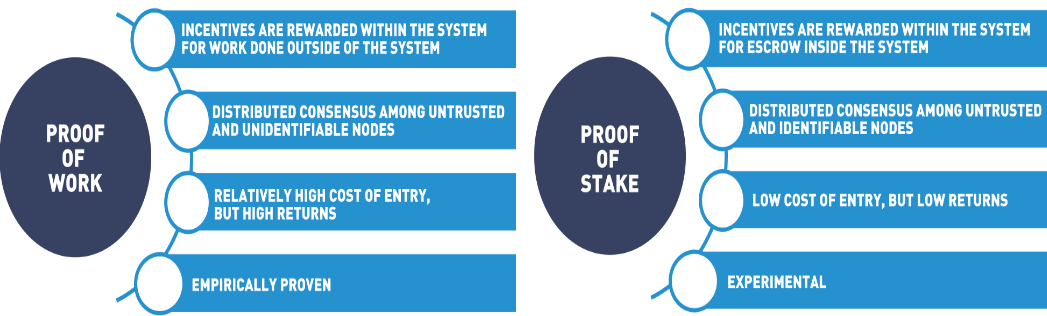 PROOF
OF
WORK
INCENTIVES ARE REWARDED WITHIN THE SYSTEM
FOR WORK DONE OUTSIDE OF THE SYSTEM
DISTRIBUTED CONSENSUS AMONG UNTRUSTED
AND UNIDENTIFIABLE NODES
RELATIVELY HIGH COST OF ENTRY,
BUT HIGH RETURNS
EMPIRICALLY PROVEN
PROOF
OF
STAKE
INCENTIVES ARE REWARDED WITHIN THE SYSTEM
FOR ESCROW INSIDE THE SYSTEM
DISTRIBUTED CONSENSUS AMONG UNTRUSTED
AND IDENTIFIABLE NODES
LOW COST OF ENTRY, BUT LOW RETURNS
EXPERIMENTAL